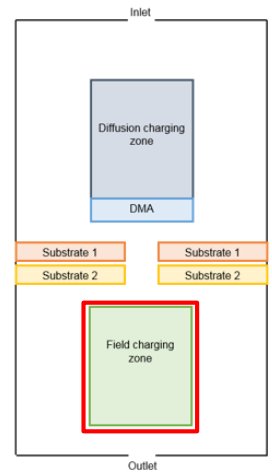 Inlet
Diffusion charging
zone
DMA
Substrate 1
Substrate 1
Substrate 2
Substrate 2
Field charging
zone
Outlet